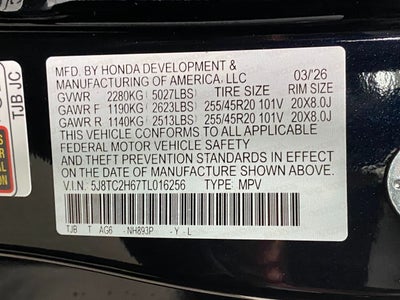 MFD. BY HONDA DEVELOPMENT &
MANUFACTURING OF AMERICA, LLC 03/'26
GVWR 2280KG / 5027LBS TIRE SIZE RIM SIZE
GAWR F 1190KG / 2623LBS 255/45R20 101V 20X8.0J
GAWR R 1140KG / 2513LBS 255/45R20 101V 20X8.0J
THIS VEHICLE CONFORMS TO ALL APPLICABLE
FEDERAL MOTOR VEHICLE SAFETY
AND THEFT PREVENTION STANDARDS IN EFFECT ON
THE DATE OF MANUFACTURE SHOWN ABOVE.
V.I.N. 5J8TC2H67TL016256 TYPE: MPV
TJB T AG6 NH893P -Y-L
TJB JC